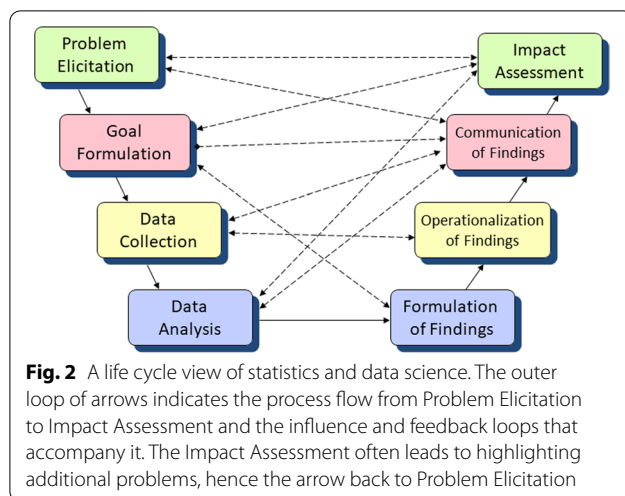 Problem
Elicitation
Impact
Assessment
Goal
Formulation
Communication
of Findings
Data
Collection
Operationalization
of Findings
Data
Analysis
Formulation
of Findings
Fig. 2 A life cycle view of statistics and data science. The outer
loop of arrows indicates the process flow from Problem Elicitation
to Impact Assessment and the influence and feedback loops that
accompany it. The Impact Assessment often leads to highlighting
additional problems, hence the arrow back to Problem Elicitation